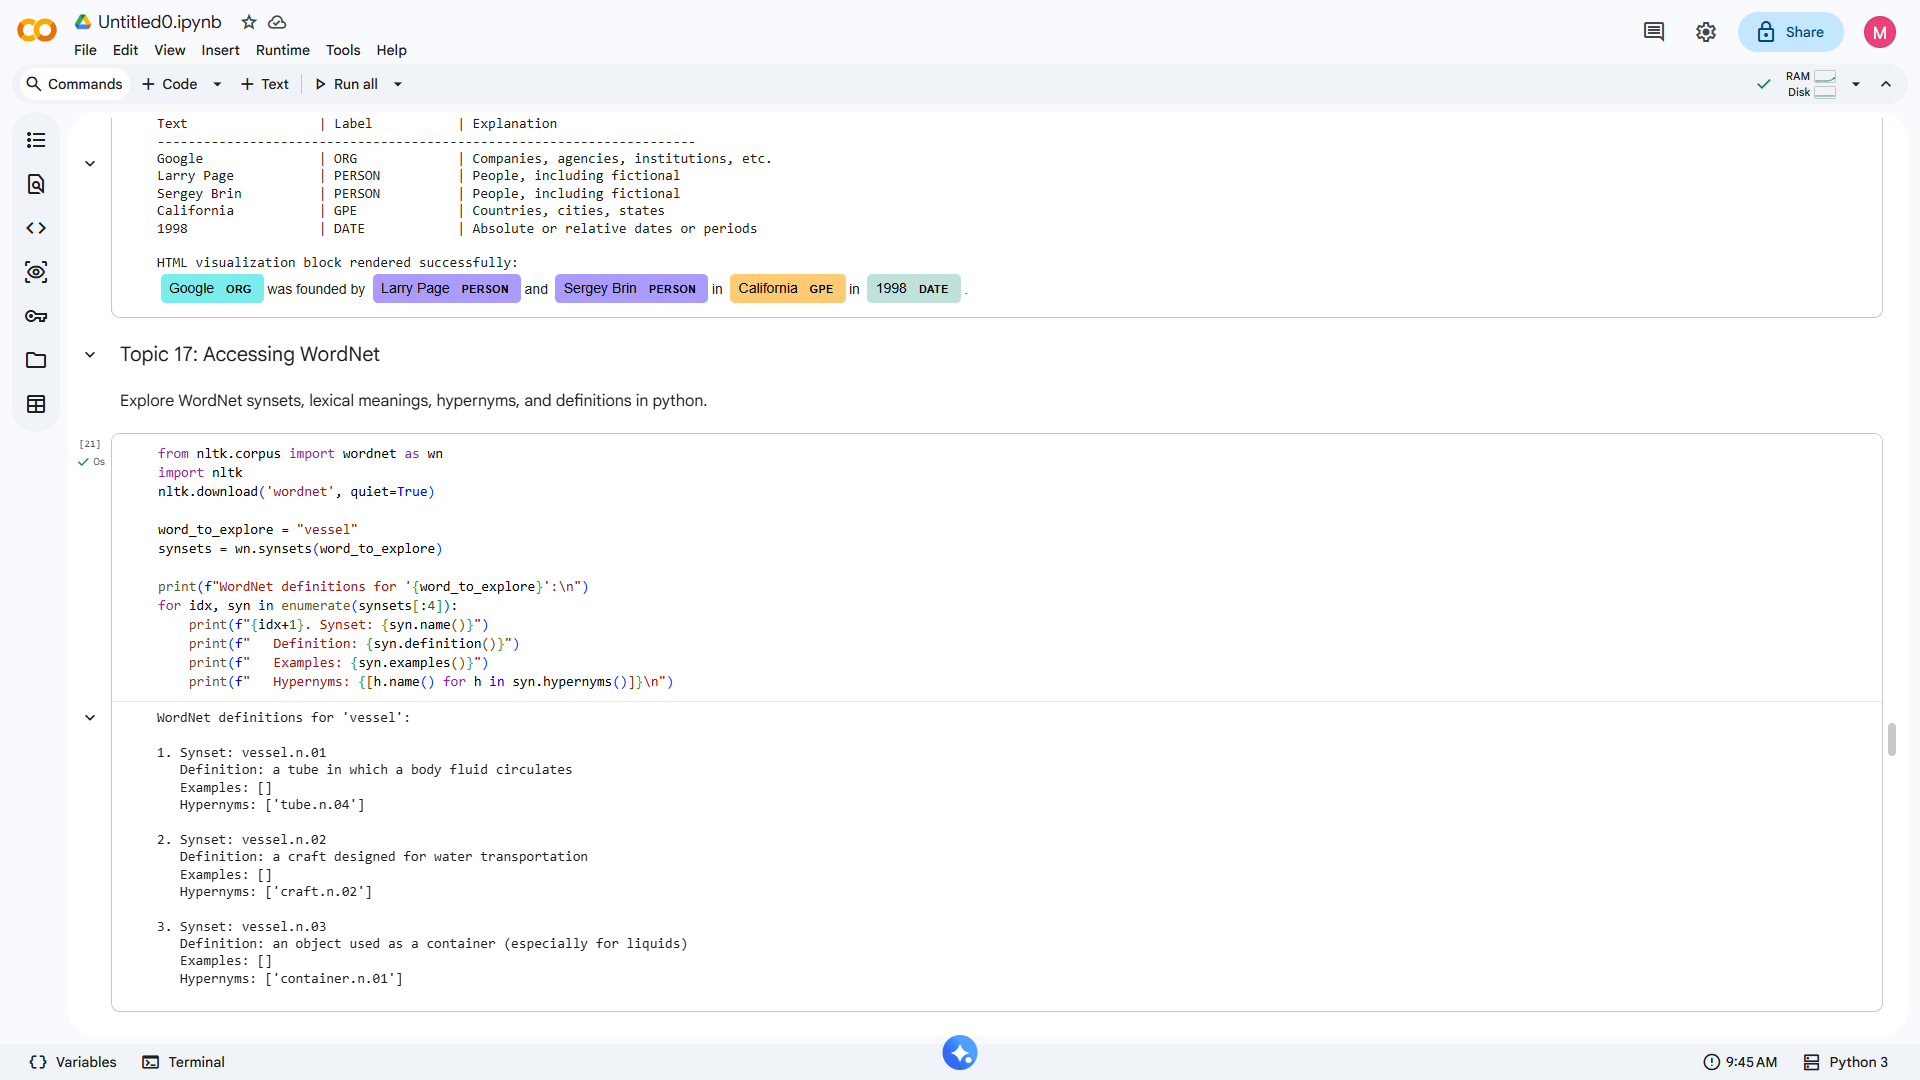 Untitled0.ipynb
File Edit View Insert Runtime Tools Help
Share
M
Commands + Code + Text Run all
RAM
Disk
Text | Label | Explanation
----------------------------------------------------------------------
Google | ORG | Companies, agencies, institutions, etc.
Larry Page | PERSON | People, including fictional
Sergey Brin | PERSON | People, including fictional
California | GPE | Countries, cities, states
1998 | DATE | Absolute or relative dates or periods
HTML visualization block rendered successfully:
Google ORG was founded by Larry Page PERSON and Sergey Brin PERSON in California GPE in 1998 DATE .
Topic 17: Accessing WordNet
Explore WordNet synsets, lexical meanings, hypernyms, and definitions in python.
[21]
0s
from nltk.corpus import wordnet as wn
import nltk
nltk.download('wordnet', quiet=True)
word_to_explore = "vessel"
synsets = wn.synsets(word_to_explore)
print(f"WordNet definitions for '{word_to_explore}':\n")
for idx, syn in enumerate(synsets[:4]):
    print(f"{idx+1}. Synset: {syn.name()}")
    print(f"   Definition: {syn.definition()}")
    print(f"   Examples: {syn.examples()}")
    print(f"   Hypernyms: {[h.name() for h in syn.hypernyms()]}\n")
WordNet definitions for 'vessel':
1. Synset: vessel.n.01
   Definition: a tube in which a body fluid circulates
   Examples: []
   Hypernyms: ['tube.n.04']
2. Synset: vessel.n.02
   Definition: a craft designed for water transportation
   Examples: []
   Hypernyms: ['craft.n.02']
3. Synset: vessel.n.03
   Definition: an object used as a container (especially for liquids)
   Examples: []
   Hypernyms: ['container.n.01']
Variables Terminal
9:45 AM Python 3